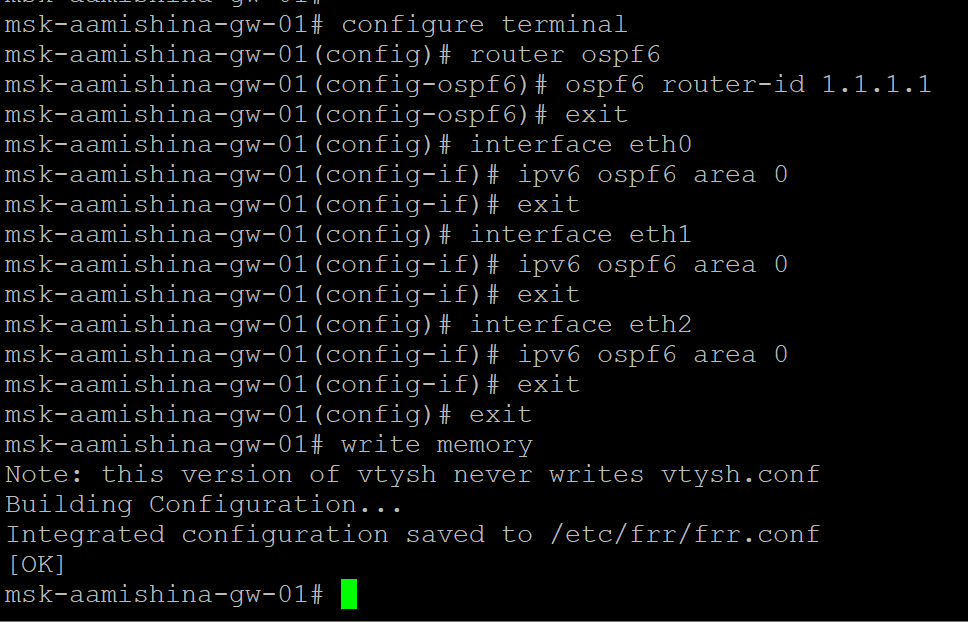 msk-aamishina-gw-01#
msk-aamishina-gw-01# configure terminal
msk-aamishina-gw-01(config)# router ospf6
msk-aamishina-gw-01(config-ospf6)# ospf6 router-id 1.1.1.1
msk-aamishina-gw-01(config-ospf6)# exit
msk-aamishina-gw-01(config)# interface eth0
msk-aamishina-gw-01(config-if)# ipv6 ospf6 area 0
msk-aamishina-gw-01(config-if)# exit
msk-aamishina-gw-01(config)# interface eth1
msk-aamishina-gw-01(config-if)# ipv6 ospf6 area 0
msk-aamishina-gw-01(config-if)# exit
msk-aamishina-gw-01(config)# interface eth2
msk-aamishina-gw-01(config-if)# ipv6 ospf6 area 0
msk-aamishina-gw-01(config-if)# exit
msk-aamishina-gw-01(config)# exit
msk-aamishina-gw-01# write memory
Note: this version of vtysh never writes vtysh.conf
Building Configuration...
Integrated configuration saved to /etc/frr/frr.conf
[OK]
msk-aamishina-gw-01#